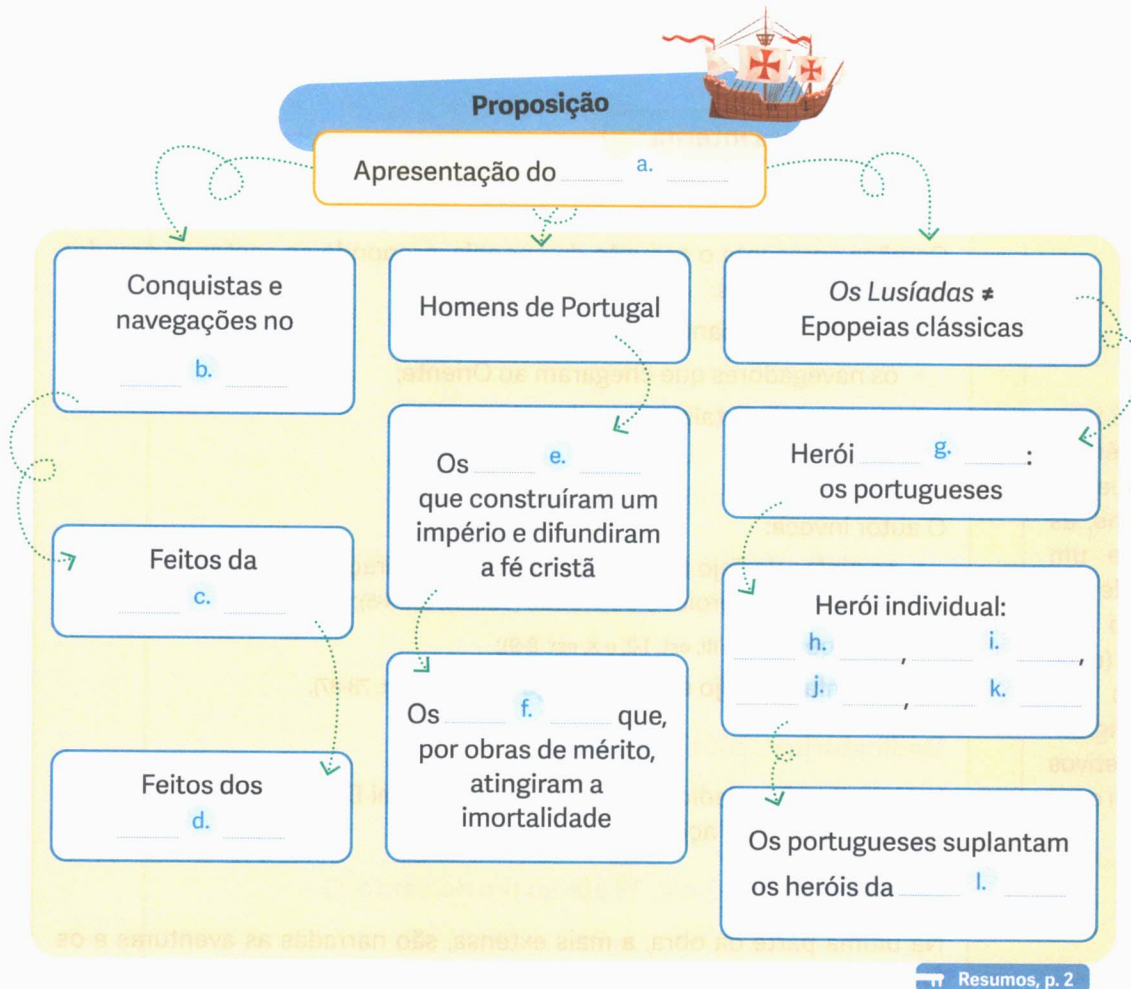 Proposição
Apresentação do a.
Conquistas e
navegações no
b.
Feitos da
c.
Feitos dos
d.
Homens de Portugal
Os e.
que construíram um
império e difundiram
a fé cristã
Os f. que,
por obras de mérito,
atingiram a
imortalidade
Os Lusíadas ≠
Epopeias clássicas
Herói g. :
os portugueses
Herói individual:
h. , i. ,
j. , k.
Os portugueses suplantam
os heróis da l.
Resumos, p. 2